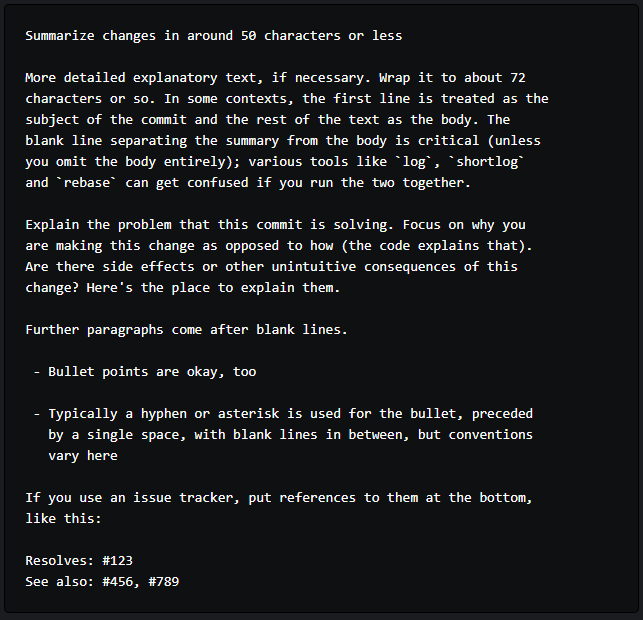 Summarize changes in around 50 characters or less

More detailed explanatory text, if necessary. Wrap it to about 72
characters or so. In some contexts, the first line is treated as the
subject of the commit and the rest of the text as the body. The
blank line separating the summary from the body is critical (unless
you omit the body entirely); various tools like `log`, `shortlog`
and `rebase` can get confused if you run the two together.

Explain the problem that this commit is solving. Focus on why you
are making this change as opposed to how (the code explains that).
Are there side effects or other unintuitive consequences of this
change? Here's the place to explain them.

Further paragraphs come after blank lines.

 - Bullet points are okay, too

 - Typically a hyphen or asterisk is used for the bullet, preceded
   by a single space, with blank lines in between, but conventions
   vary here

If you use an issue tracker, put references to them at the bottom,
like this:

Resolves: #123
See also: #456, #789